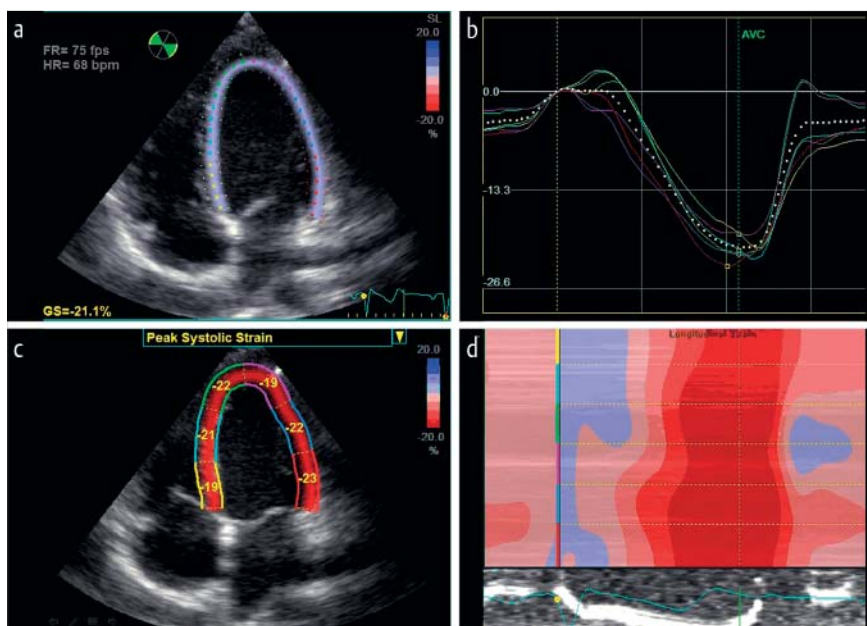 a
FR= 75 fps
HR= 68 bpm
SL
20.0
-20.0
%
GS=-21.1%
b
AVC
0.0
-13.3
-26.6
c
Peak Systolic Strain
20.0
-20.0
%
-22
-19
-21
-22
-19
-23
d
Longitudinal Strain